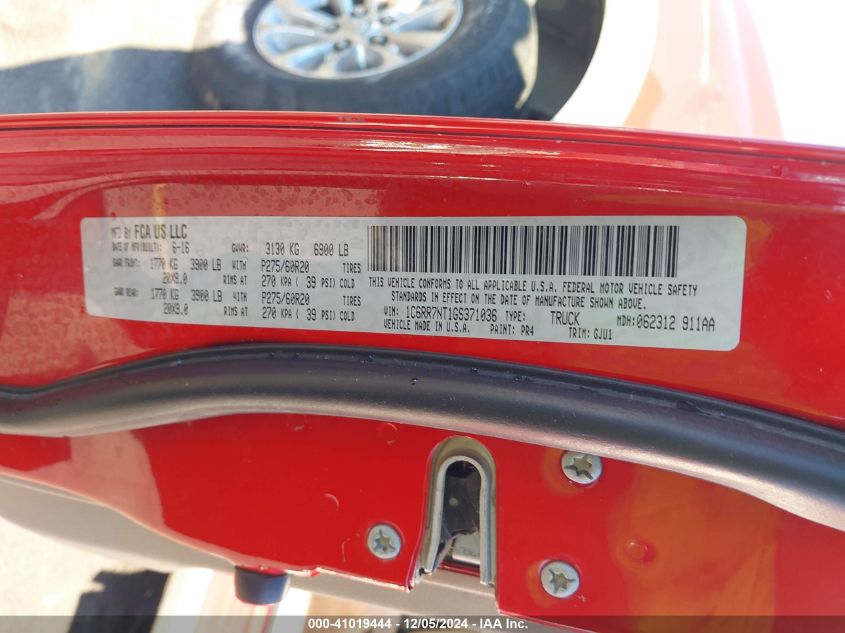 MFD BY FCA US LLC
DATE OF MFR(BUILT): 6-16 GVWR: 3130 KG 6900 LB
GAWR FRONT: 1770 KG 3900 LB WITH P275/60R20 TIRES
20X9.0 RIMS AT 270 KPA ( 39 PSI) COLD
GAWR REAR: 1770 KG 3900 LB WITH P275/60R20 TIRES
20X9.0 RIMS AT 270 KPA ( 39 PSI) COLD
THIS VEHICLE CONFORMS TO ALL APPLICABLE U.S.A. FEDERAL MOTOR VEHICLE SAFETY
STANDARDS IN EFFECT ON THE DATE OF MANUFACTURE SHOWN ABOVE.
VIN: 1C6RR7NT1GS371036 TYPE: TRUCK MDH: 062312 911AA
PAINT: PR4 TRIM: GJU1
000-41019444 - 12/05/2024 - IAA Inc.